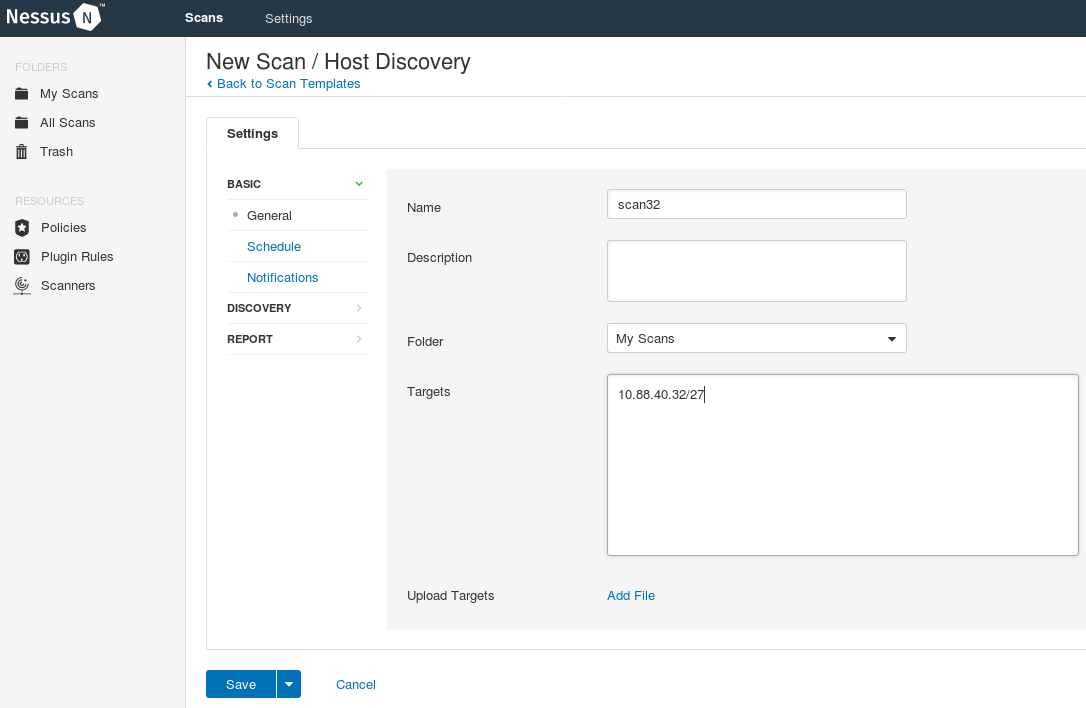 Nessus N ™
Scans Settings
FOLDERS
My Scans
All Scans
Trash
RESOURCES
Policies
Plugin Rules
Scanners
New Scan / Host Discovery
‹ Back to Scan Templates
Settings
BASIC
General
Schedule
Notifications
DISCOVERY
REPORT
Name scan32
Description
Folder My Scans
Targets 10.88.40.32/27
Upload Targets Add File
Save Cancel